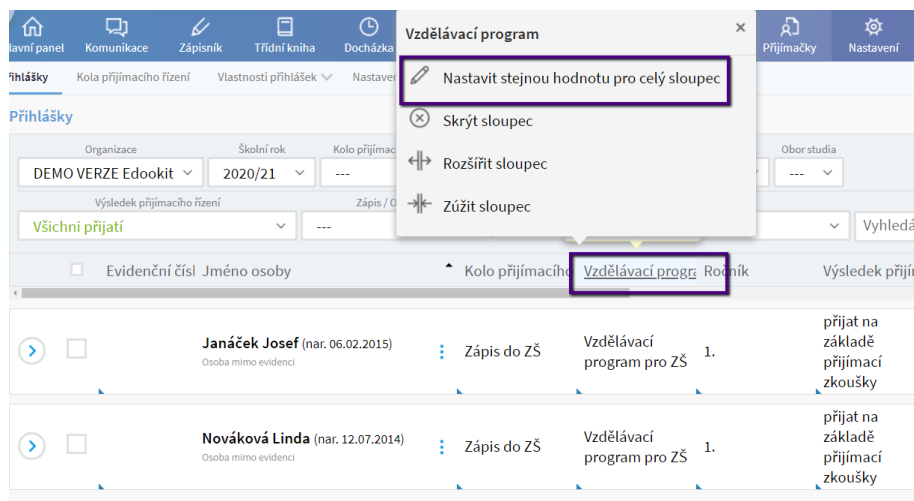 lavní panel
Komunikace
Zápisník
Třídní kniha
Docházka
Přijímačky
Nastavení
řihlášky
Kola přijímacího řízení
Vlastnosti přihlášek
Nastaven
Vzdělávací program
×
Nastavit stejnou hodnotu pro celý sloupec
Skrýt sloupec
Rozšířit sloupec
Zúžit sloupec
Přihlášky
Organizace
Školní rok
Kolo přijímac
Obor studia
DEMO VERZE Edookit
2020/21
---
---
Výsledek přijímacího řízení
Zápis / O
Všichni přijatí
---
Vyhledá
Evidenční čísl
Jméno osoby
Kolo přijímacího
Vzdělávací progra
Ročník
Výsledek přijí
Janáček Josef (nar. 06.02.2015)
Osoba mimo evidenci
Zápis do ZŠ
Vzdělávací
program pro ZŠ
1.
přijat na
základě
přijímací
zkoušky
Nováková Linda (nar. 12.07.2014)
Osoba mimo evidenci
Zápis do ZŠ
Vzdělávací
program pro ZŠ
1.
přijat na
základě
přijímací
zkoušky